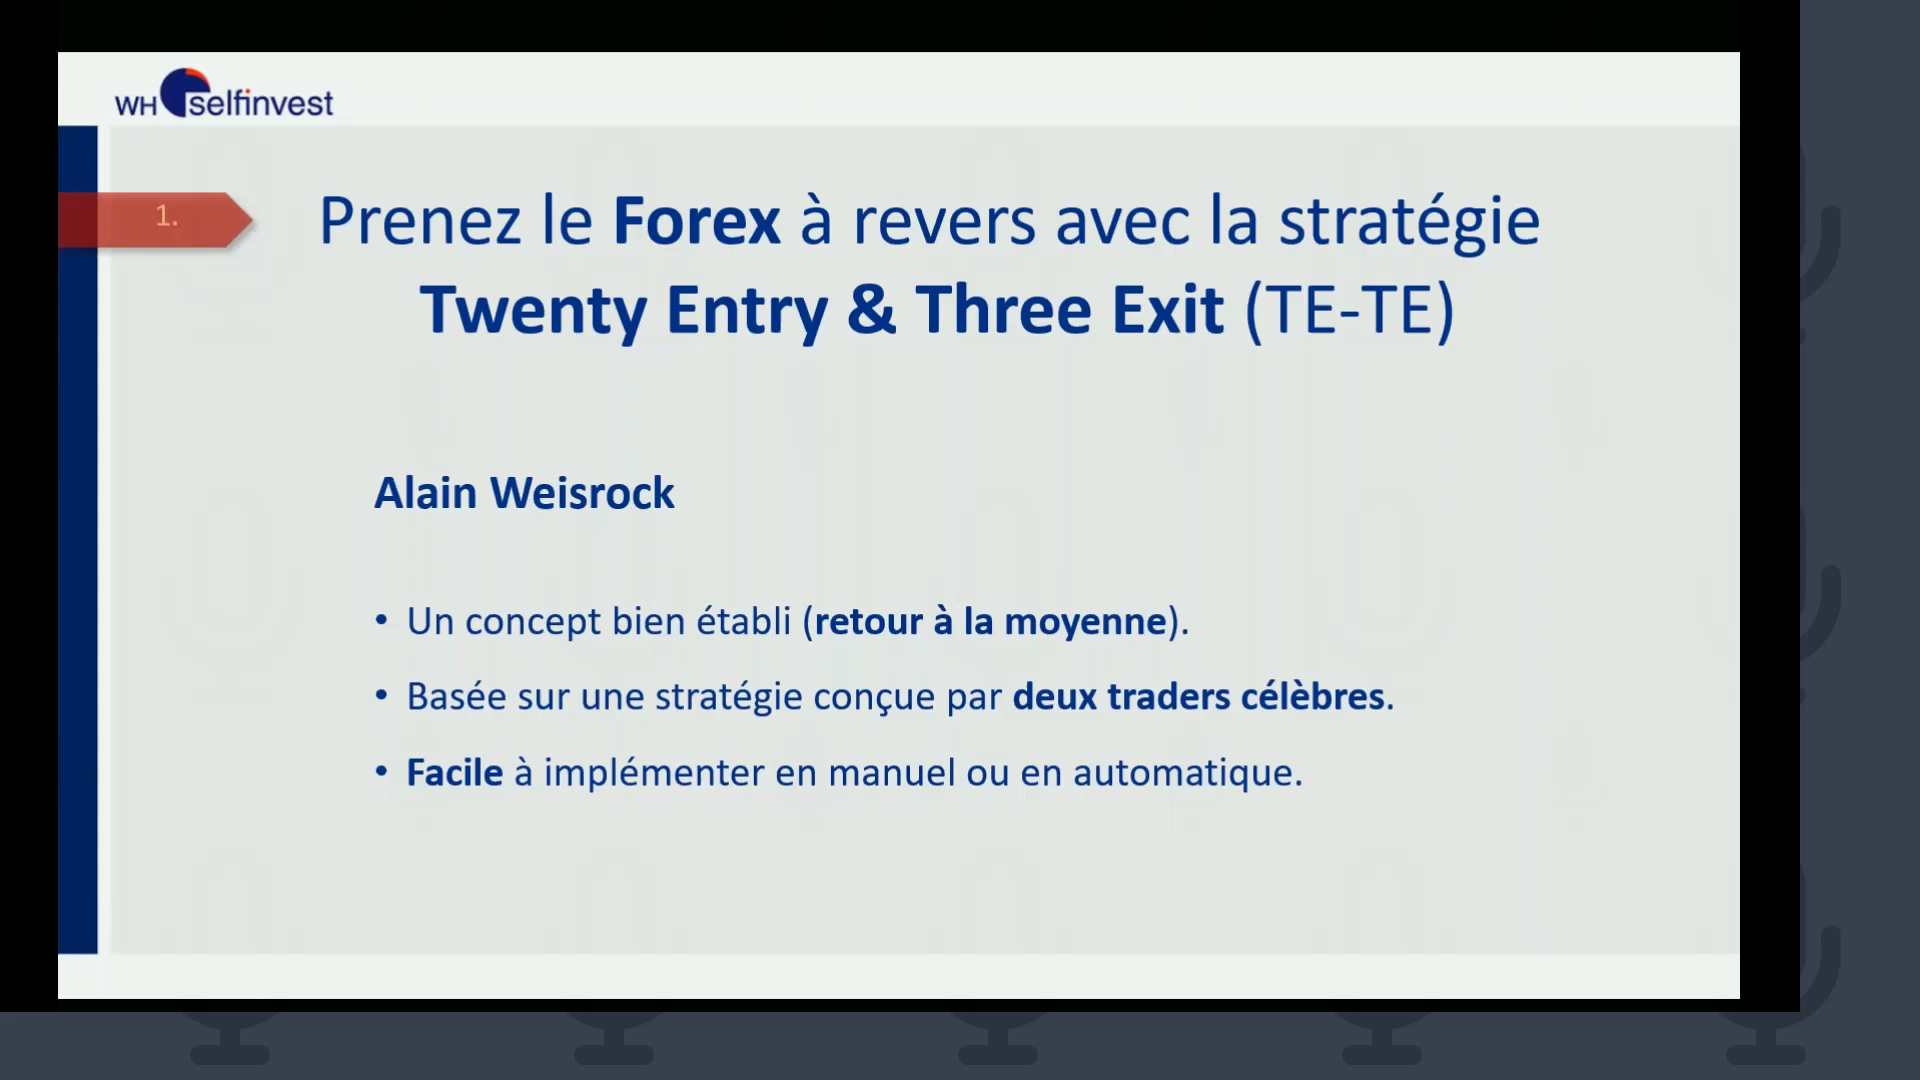 WH selfinvest
1.
Prenez le Forex à revers avec la stratégie
Twenty Entry & Three Exit (TE-TE)
Alain Weisrock
• Un concept bien établi (retour à la moyenne).
• Basée sur une stratégie conçue par deux traders célèbres.
• Facile à implémenter en manuel ou en automatique.